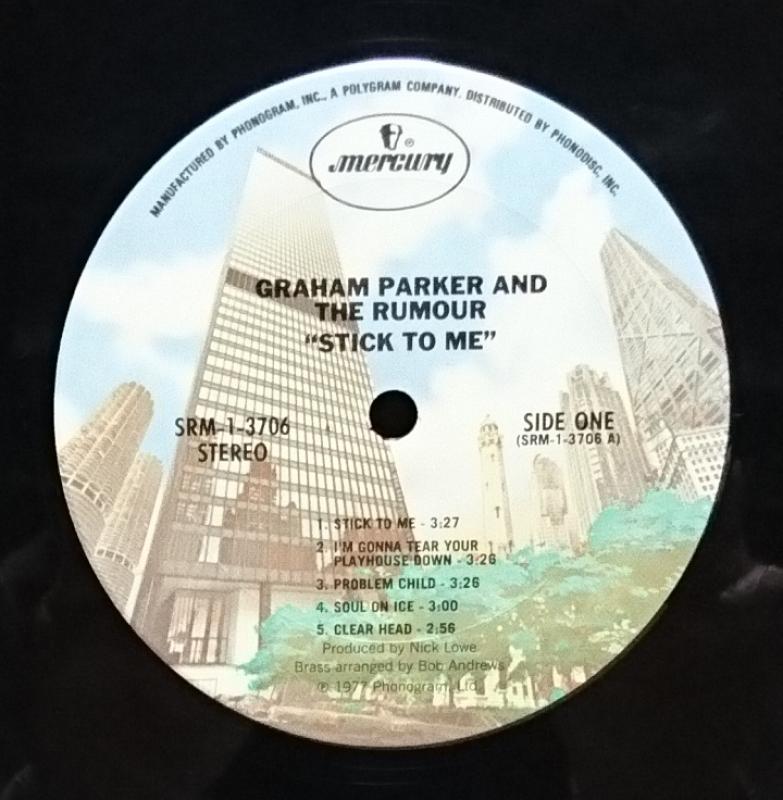 MANUFACTURED BY PHONOGRAM, INC., A POLYGRAM COMPANY. DISTRIBUTED BY PHONODISC, INC.
® mercury
GRAHAM PARKER AND
THE RUMOUR
"STICK TO ME"
SRM-1-3706
STEREO
SIDE ONE
(SRM-1-3706 A)
1. STICK TO ME - 3:27
2. I'M GONNA TEAR YOUR
PLAYHOUSE DOWN - 3:26
3. PROBLEM CHILD - 3:26
4. SOUL ON ICE - 3:00
5. CLEAR HEAD - 2:56
Produced by Nick Lowe
Brass arranged by Bob Andrews
℗ 1977 Phonogram, Ltd.